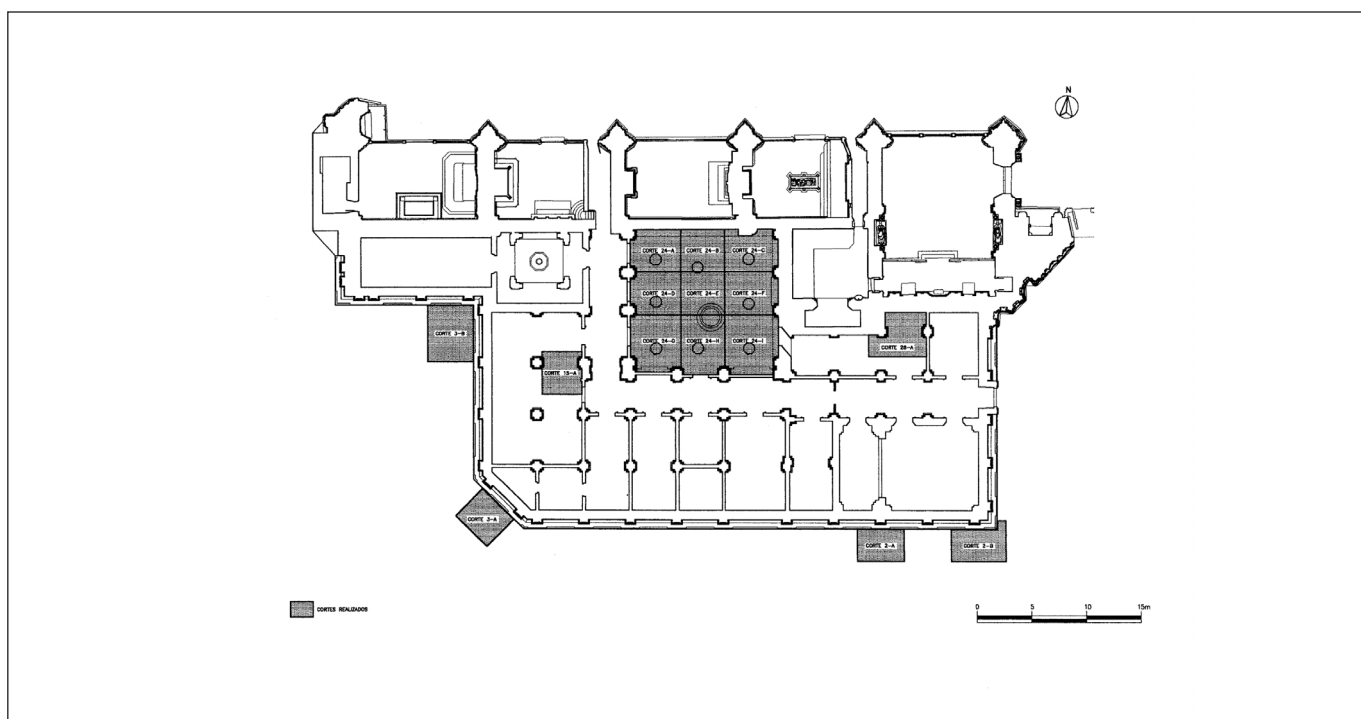 N
CORTE 24-A
CORTE 24-B
CORTE 24-C
CORTE 24-D
CORTE 24-E
CORTE 24-F
CORTE 3-B
CORTE 24-G
CORTE 24-H
CORTE 24-I
CORTE 28-A
CORTE 13-A
CORTE 3-A
CORTE 2-A
CORTE 2-B
CORTES REALIZADOS
0 5 10 15m